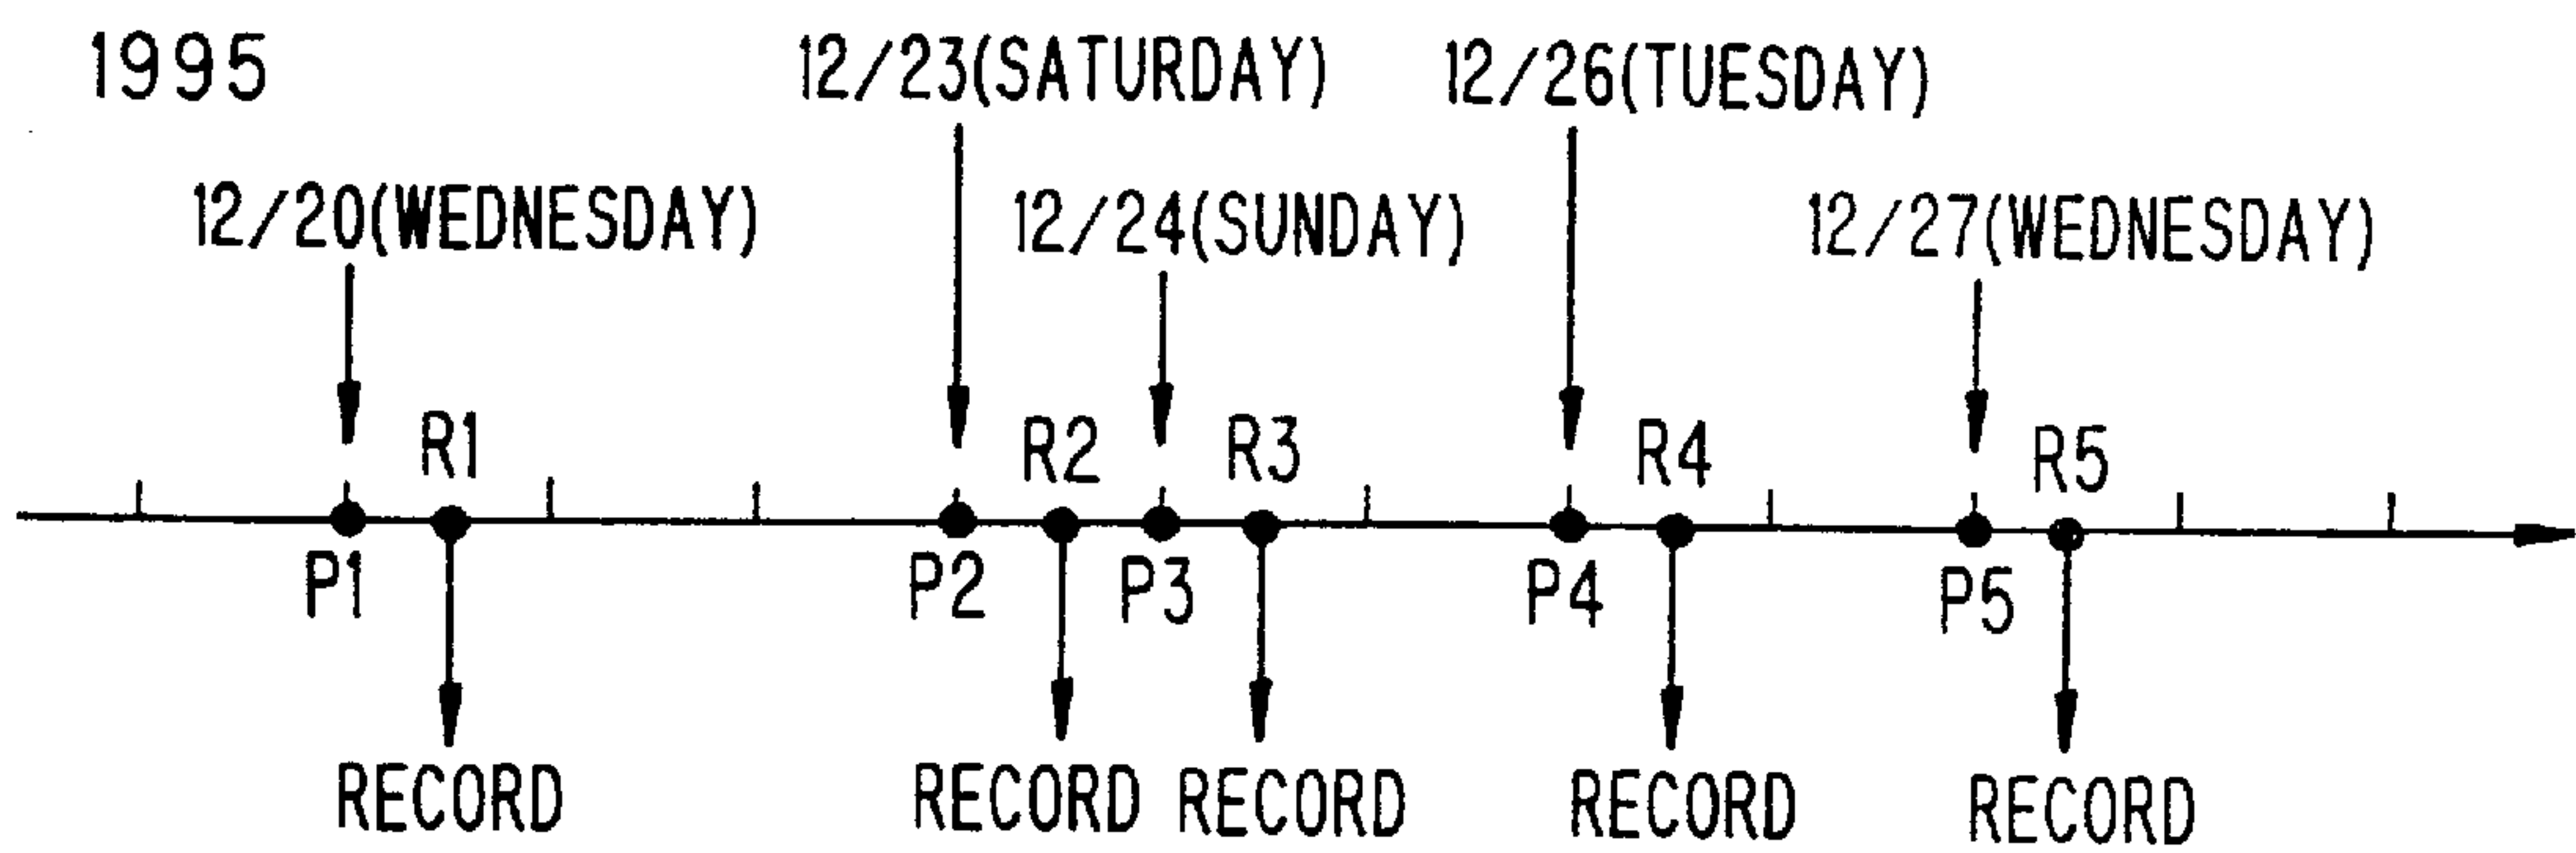 1995
12/23(SATURDAY) 12/26(TUESDAY)
12/20(WEDNESDAY) 12/24(SUNDAY) 12/27(WEDNESDAY)
R1 R2 R3 R4 R5
P1 P2 P3 P4 P5
RECORD RECORD RECORD RECORD RECORD